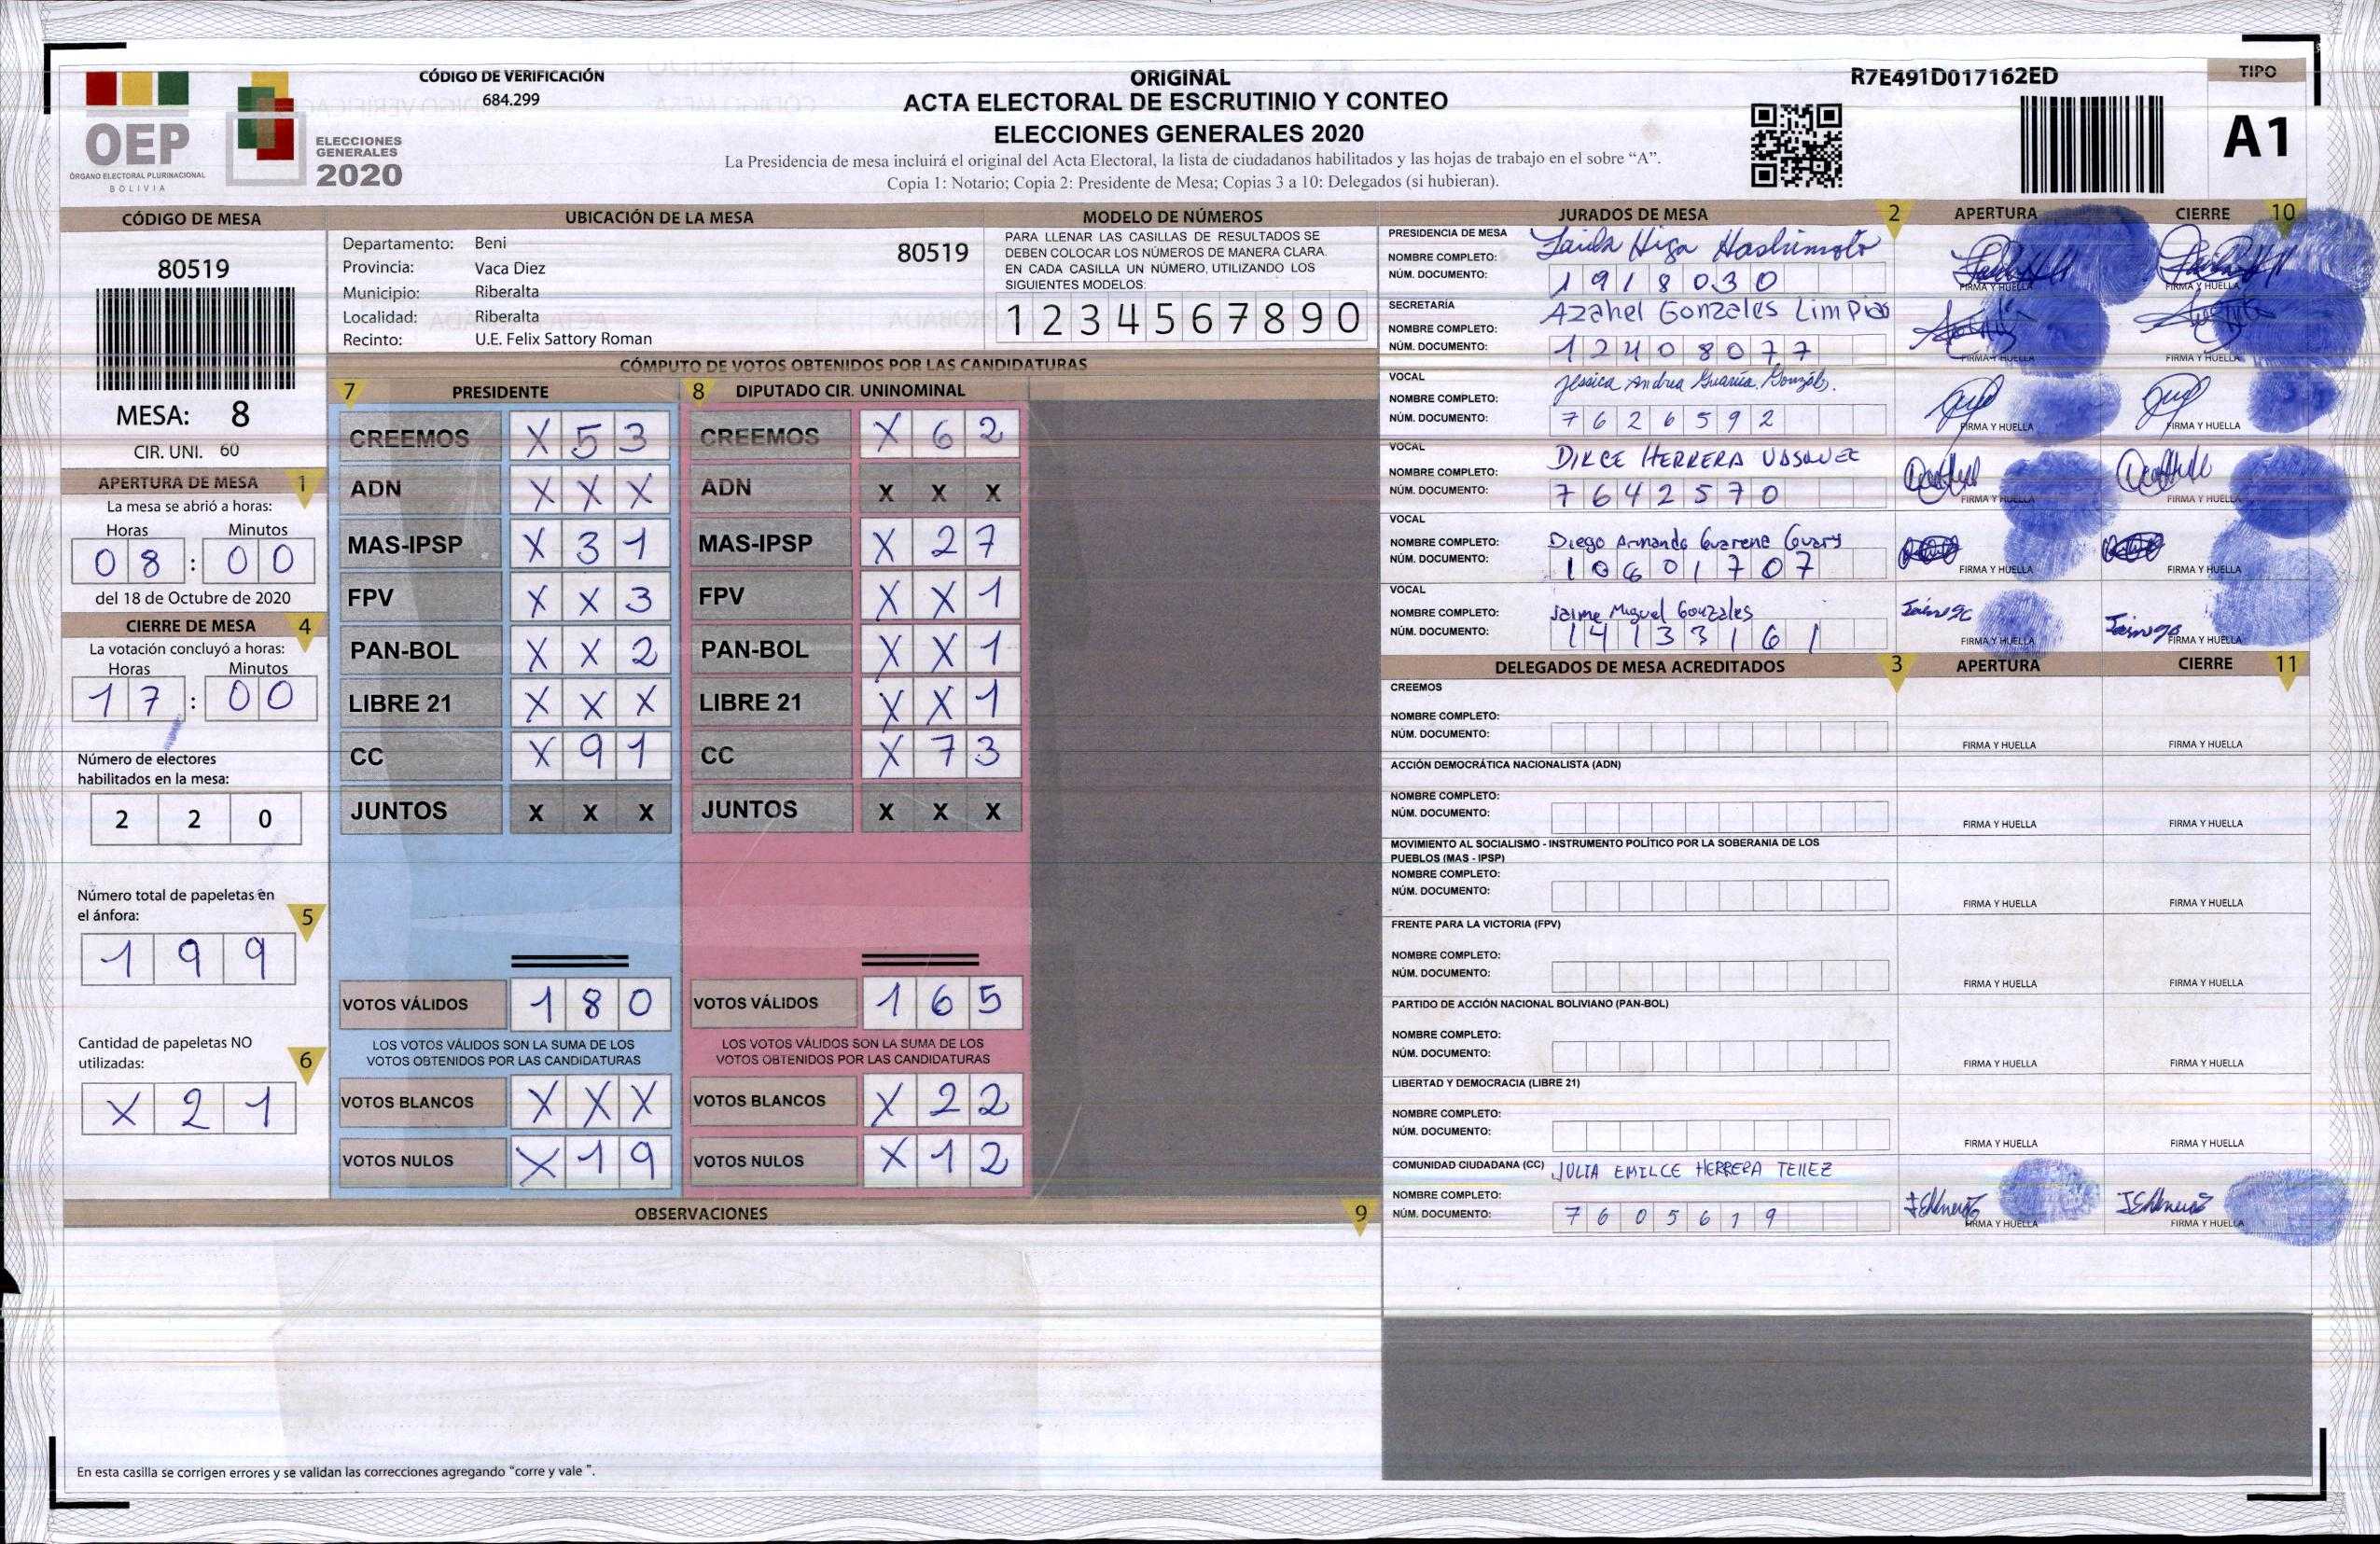 OEP
ÓRGANO ELECTORAL PLURINACIONAL
BOLIVIA
ELECCIONES
GENERALES
2020
CÓDIGO DE VERIFICACIÓN
684.299
ORIGINAL
ACTA ELECTORAL DE ESCRUTINIO Y CONTEO
ELECCIONES GENERALES 2020
La Presidencia de mesa incluirá el original del Acta Electoral, la lista de ciudadanos habilitados y las hojas de trabajo en el sobre “A”.
Copia 1: Notario; Copia 2: Presidente de Mesa; Copias 3 a 10: Delegados (si hubieran).
R7E491D017162ED
TIPO
A1
CÓDIGO DE MESA
80519
MESA: 8
CIR. UNI. 60
APERTURA DE MESA 1
La mesa se abrió a horas:
Horas Minutos
08 : 00
del 18 de Octubre de 2020
CIERRE DE MESA 4
La votación concluyó a horas:
Horas Minutos
17 : 00
Número de electores
habilitados en la mesa:
2 2 0
Número total de papeletas en
el ánfora: 5
1 9 9
Cantidad de papeletas NO
utilizadas: 6
X 2 1
UBICACIÓN DE LA MESA
Departamento: Beni 80519
Provincia: Vaca Diez
Municipio: Riberalta
Localidad: Riberalta
Recinto: U.E. Felix Sattory Roman
MODELO DE NÚMEROS
PARA LLENAR LAS CASILLAS DE RESULTADOS SE
DEBEN COLOCAR LOS NÚMEROS DE MANERA CLARA.
EN CADA CASILLA UN NÚMERO, UTILIZANDO LOS
SIGUIENTES MODELOS:
1 2 3 4 5 6 7 8 9 0
CÓMPUTO DE VOTOS OBTENIDOS POR LAS CANDIDATURAS
7 PRESIDENTE
CREEMOS X 5 3
ADN X X X
MAS-IPSP X 3 1
FPV X X 3
PAN-BOL X X 2
LIBRE 21 X X X
CC X 9 1
JUNTOS X X X
VOTOS VÁLIDOS 1 8 0
LOS VOTOS VÁLIDOS SON LA SUMA DE LOS
VOTOS OBTENIDOS POR LAS CANDIDATURAS
VOTOS BLANCOS X X X
VOTOS NULOS X 1 9
8 DIPUTADO CIR. UNINOMINAL
CREEMOS X 6 2
ADN X X X
MAS-IPSP X 2 7
FPV X X 1
PAN-BOL X X 1
LIBRE 21 X X 1
CC X 7 3
JUNTOS X X X
VOTOS VÁLIDOS 1 6 5
LOS VOTOS VÁLIDOS SON LA SUMA DE LOS
VOTOS OBTENIDOS POR LAS CANDIDATURAS
VOTOS BLANCOS X 2 2
VOTOS NULOS X 1 2
OBSERVACIONES 9
En esta casilla se corrigen errores y se validan las correcciones agregando “corre y vale ”.
JURADOS DE MESA 2 APERTURA CIERRE 10
PRESIDENCIA DE MESA
NOMBRE COMPLETO: Higa Hashimoto
NÚM. DOCUMENTO: 1918030
FIRMA Y HUELLA FIRMA Y HUELLA
SECRETARÍA
NOMBRE COMPLETO: Azahel Gonzales Limpias
NÚM. DOCUMENTO: 12408077
FIRMA Y HUELLA FIRMA Y HUELLA
VOCAL
NOMBRE COMPLETO: Jessica Andrea
NÚM. DOCUMENTO: 7626592
FIRMA Y HUELLA FIRMA Y HUELLA
VOCAL
NOMBRE COMPLETO: DIRCE HERRERA VASQUEZ
NÚM. DOCUMENTO: 7642570
FIRMA Y HUELLA FIRMA Y HUELLA
VOCAL
NOMBRE COMPLETO: Diego Armando
NÚM. DOCUMENTO: 10601707
FIRMA Y HUELLA FIRMA Y HUELLA
VOCAL
NOMBRE COMPLETO: Jaime Miguel Gonzales
NÚM. DOCUMENTO: 14133161
FIRMA Y HUELLA FIRMA Y HUELLA
DELEGADOS DE MESA ACREDITADOS 3 APERTURA CIERRE 11
CREEMOS
NOMBRE COMPLETO:
NÚM. DOCUMENTO:
FIRMA Y HUELLA FIRMA Y HUELLA
ACCIÓN DEMOCRÁTICA NACIONALISTA (ADN)
NOMBRE COMPLETO:
NÚM. DOCUMENTO:
FIRMA Y HUELLA FIRMA Y HUELLA
MOVIMIENTO AL SOCIALISMO - INSTRUMENTO POLÍTICO POR LA SOBERANIA DE LOS
PUEBLOS (MAS - IPSP)
NOMBRE COMPLETO:
NÚM. DOCUMENTO:
FIRMA Y HUELLA FIRMA Y HUELLA
FRENTE PARA LA VICTORIA (FPV)
NOMBRE COMPLETO:
NÚM. DOCUMENTO:
FIRMA Y HUELLA FIRMA Y HUELLA
PARTIDO DE ACCIÓN NACIONAL BOLIVIANO (PAN-BOL)
NOMBRE COMPLETO:
NÚM. DOCUMENTO:
FIRMA Y HUELLA FIRMA Y HUELLA
LIBERTAD Y DEMOCRACIA (LIBRE 21)
NOMBRE COMPLETO:
NÚM. DOCUMENTO:
FIRMA Y HUELLA FIRMA Y HUELLA
COMUNIDAD CIUDADANA (CC) JULIA EMILCE HERRERA TELLEZ
NOMBRE COMPLETO:
NÚM. DOCUMENTO: 7605619
FIRMA Y HUELLA FIRMA Y HUELLA